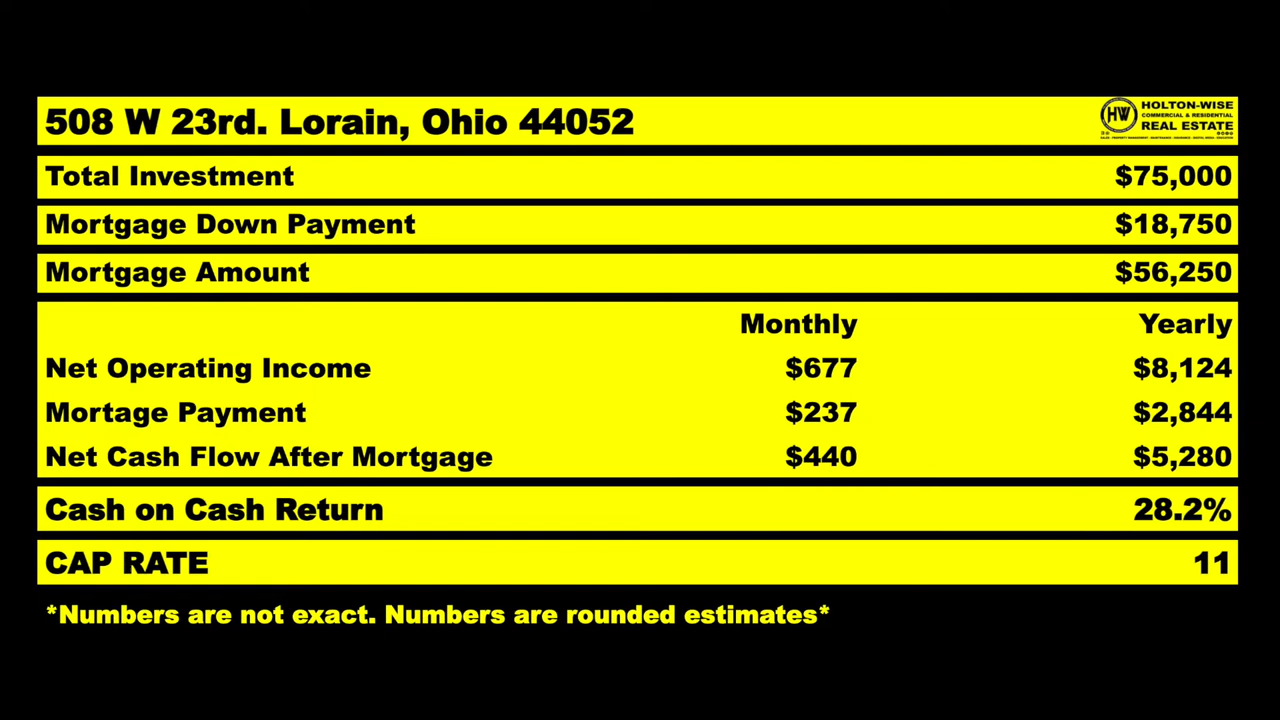 508 W 23rd. Lorain, Ohio 44052
HW
HOLTON-WISE
COMMERCIAL & RESIDENTIAL
REAL ESTATE
Total Investment $75,000
Mortgage Down Payment $18,750
Mortgage Amount $56,250
Monthly Yearly
Net Operating Income $677 $8,124
Mortage Payment $237 $2,844
Net Cash Flow After Mortgage $440 $5,280
Cash on Cash Return 28.2%
CAP RATE 11
*Numbers are not exact. Numbers are rounded estimates*